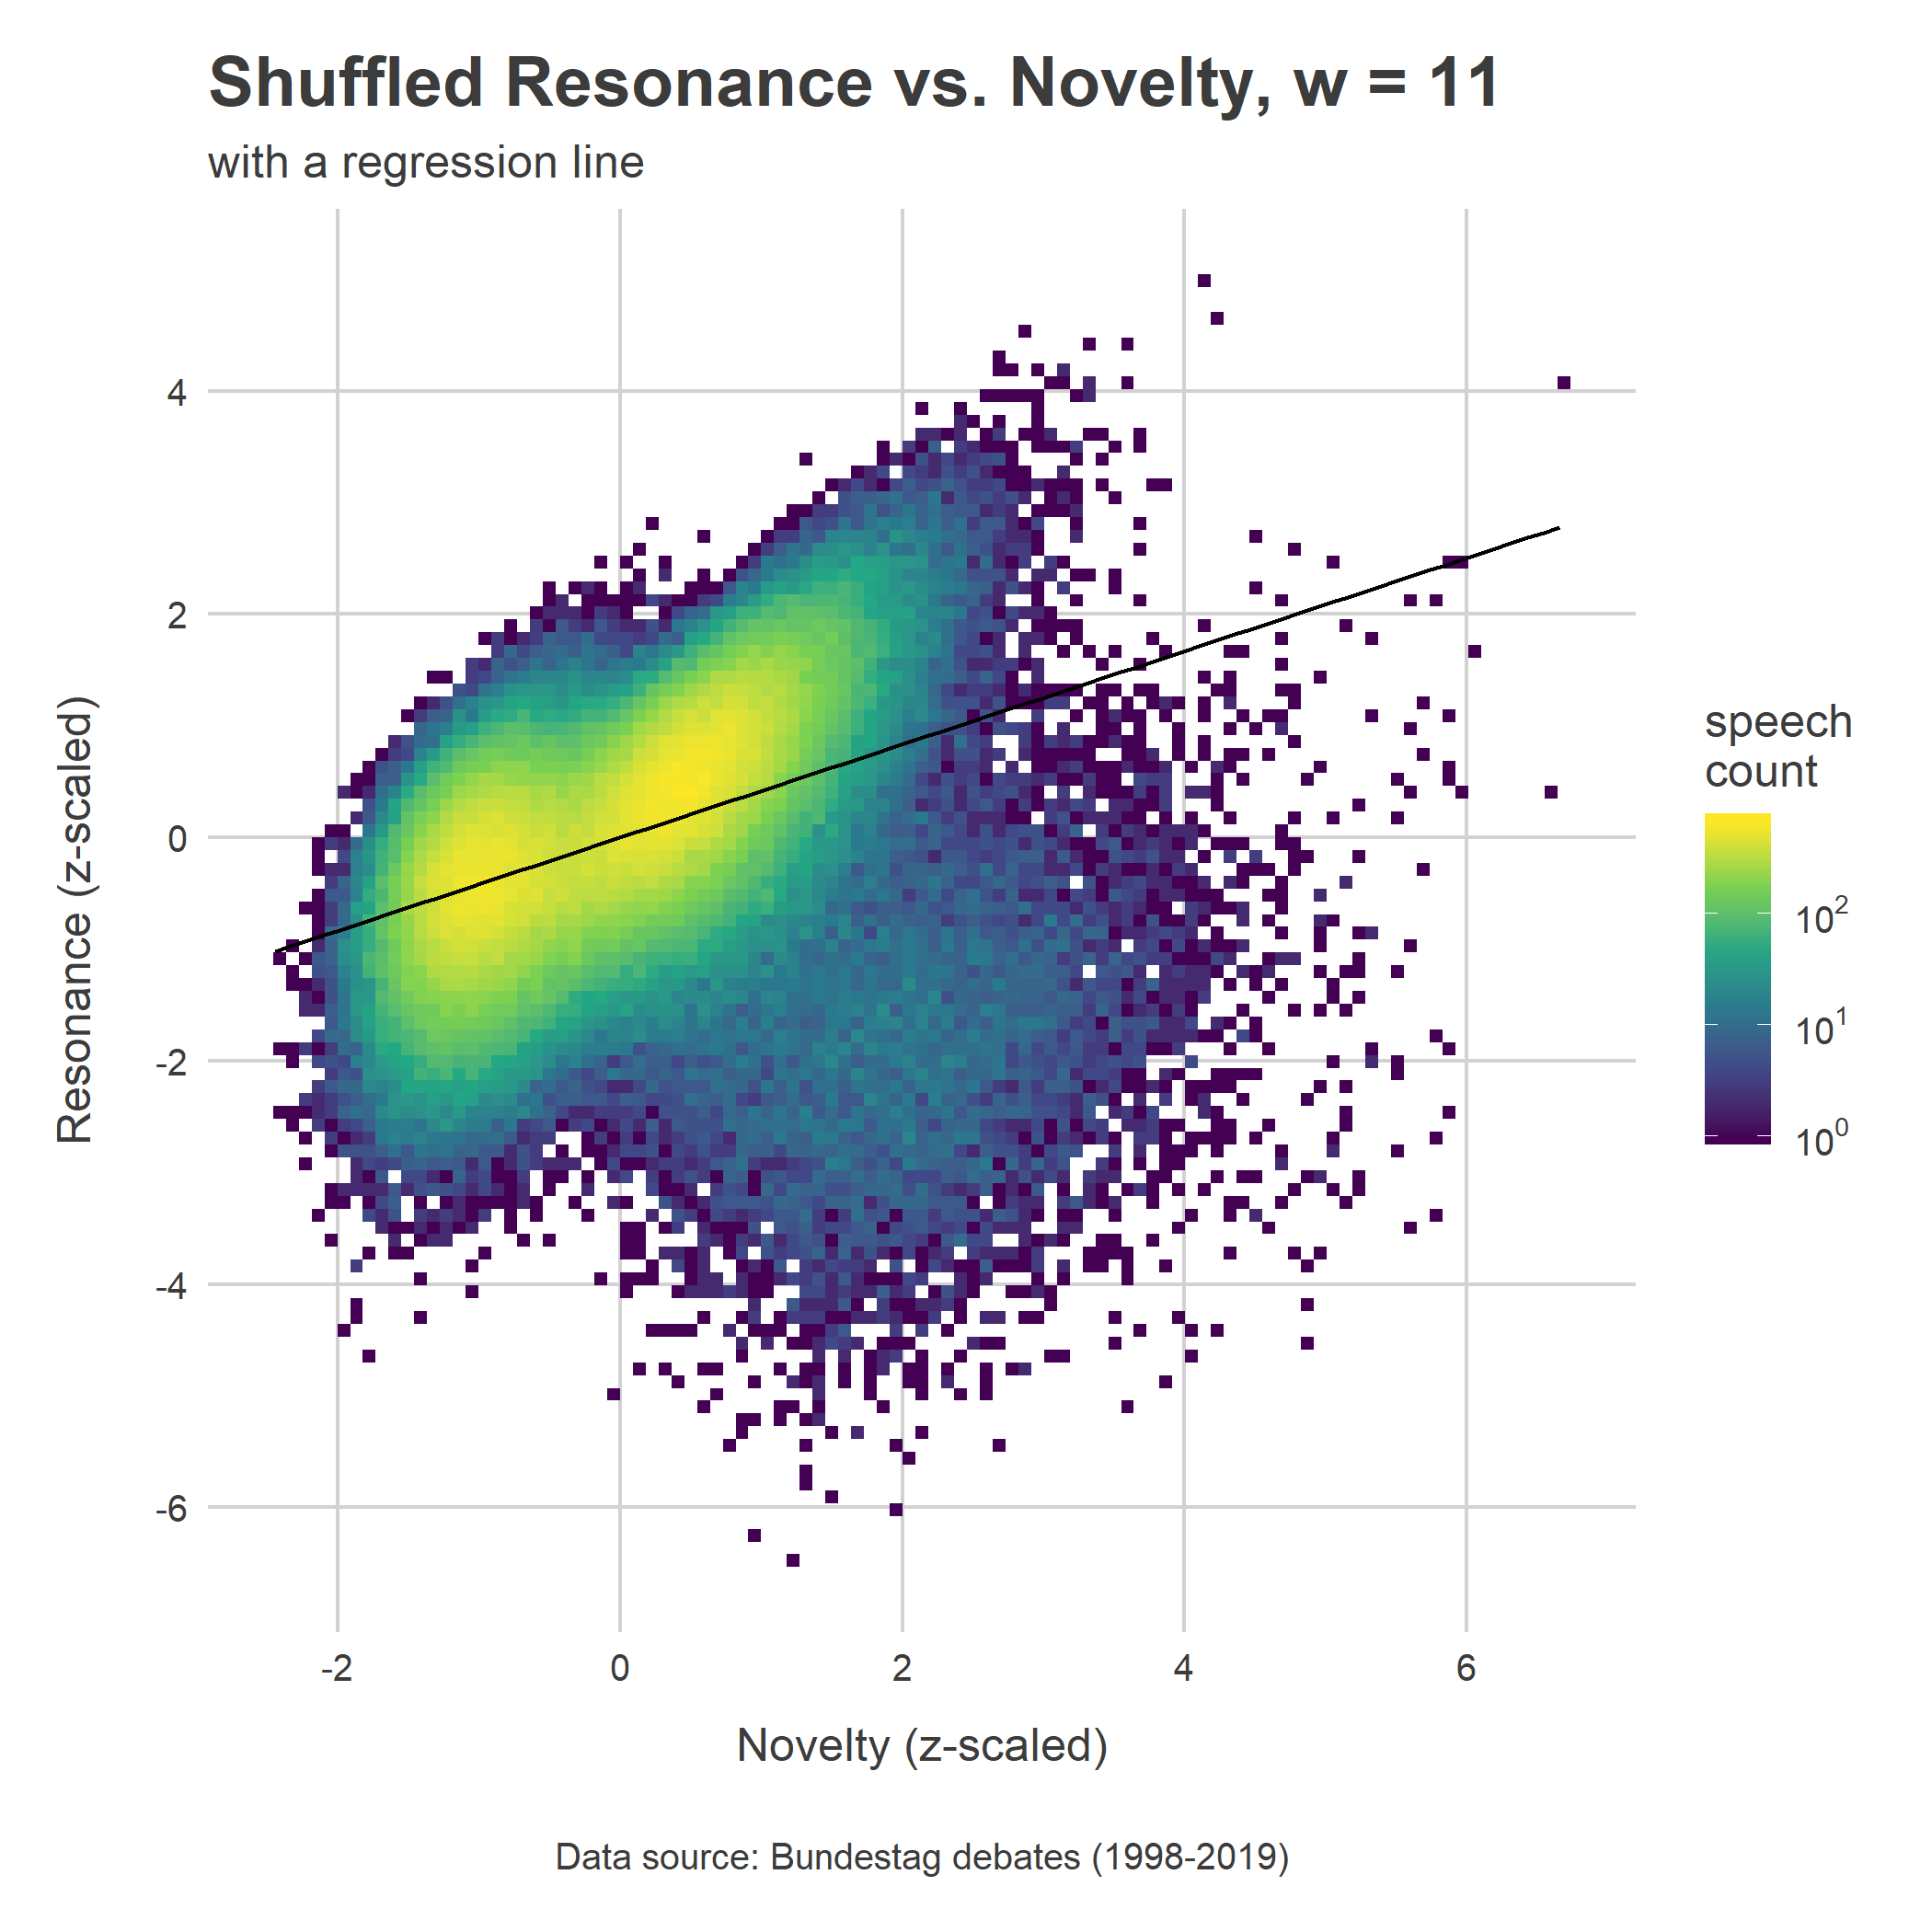 Shuffled Resonance vs. Novelty, w = 11
with a regression line
Resonance (z-scaled)
4
2
0
-2
-4
-6
-2 0 2 4 6
Novelty (z-scaled)
speech
count
10²
10¹
10⁰
Data source: Bundestag debates (1998-2019)